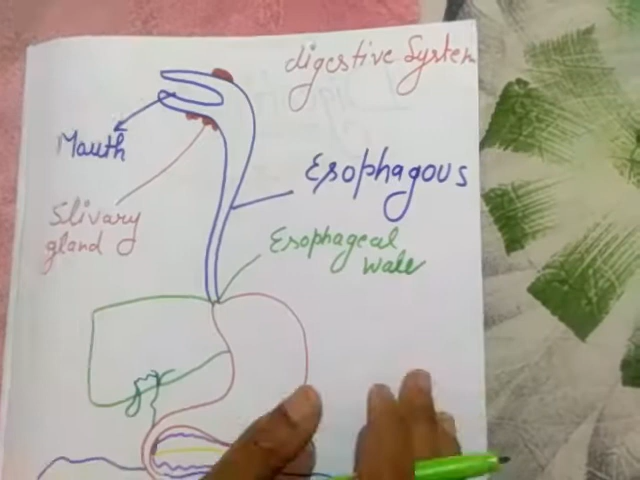 digestive System
Mouth
Esophagous
Slivary
gland
Esophageal
wale